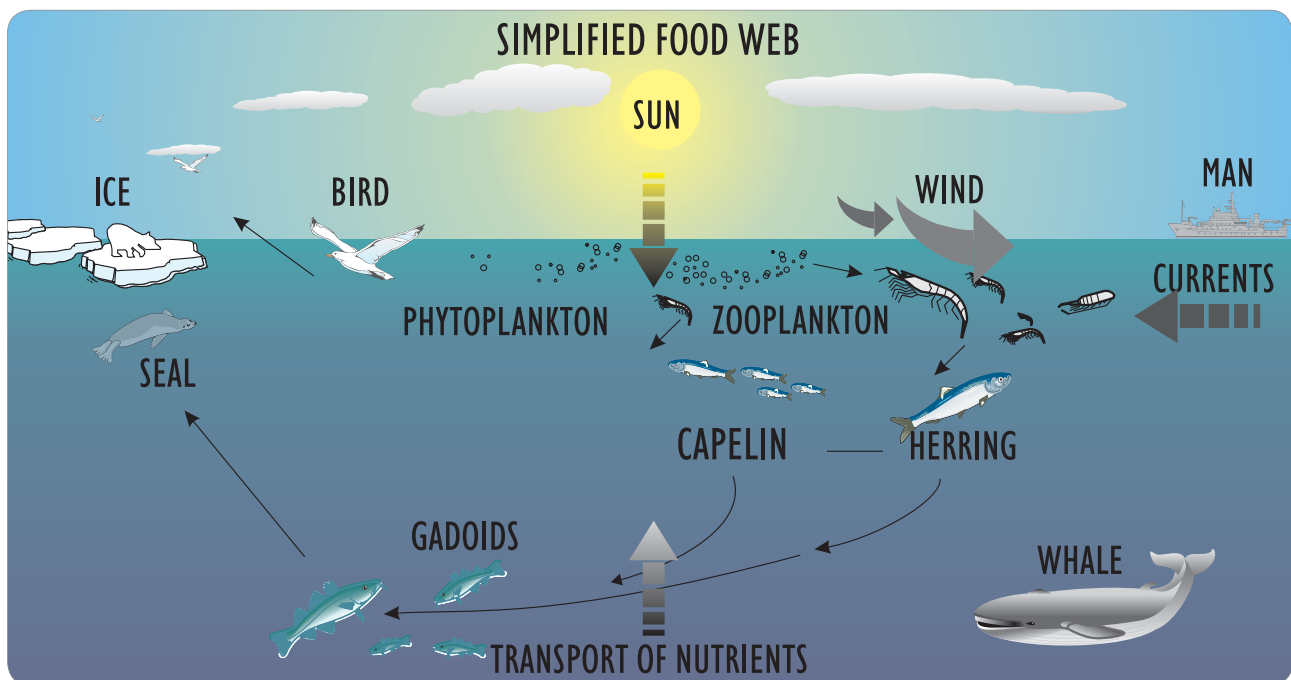 SIMPLIFIED FOOD WEB
SUN
ICE
BIRD
WIND
MAN
CURRENTS
PHYTOPLANKTON
ZOOPLANKTON
SEAL
CAPELIN
HERRING
GADOIDS
WHALE
TRANSPORT OF NUTRIENTS